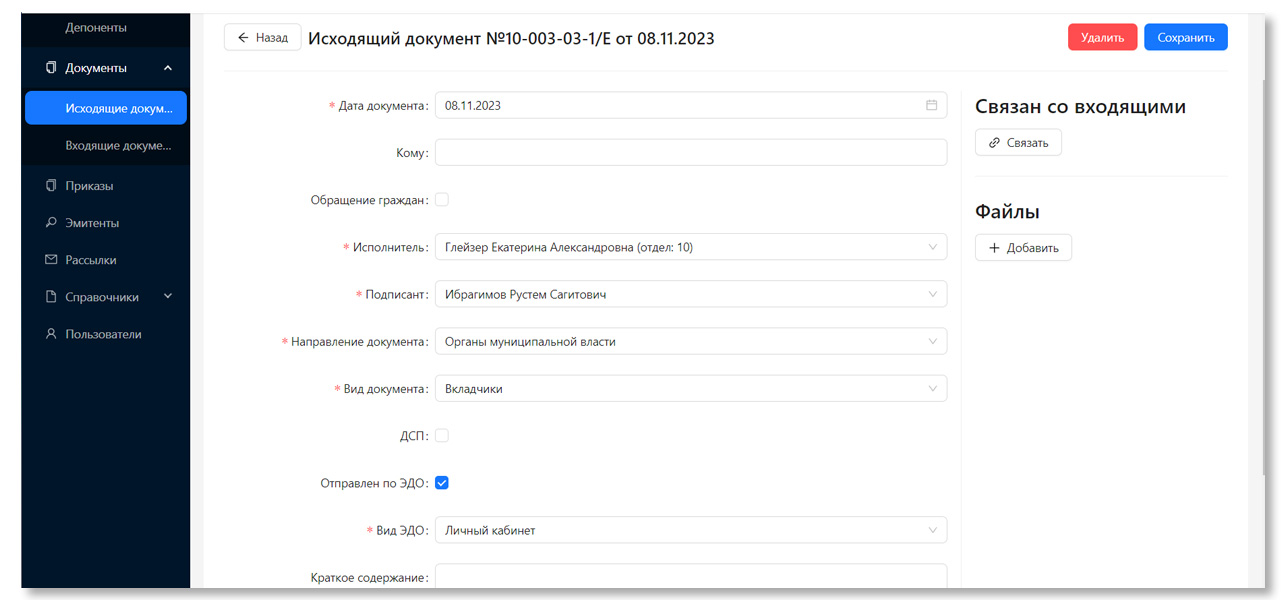 Депоненты
Документы
Исходящие докум...
Входящие докуме...
Приказы
Эмитенты
Рассылки
Справочники
Пользователи
Назад
Исходящий документ №10-003-03-1/Е от 08.11.2023
Удалить
Сохранить
* Дата документа: 08.11.2023
Кому:
Обращение граждан:
* Исполнитель: Глейзер Екатерина Александровна (отдел: 10)
* Подписант: Ибрагимов Рустем Сагитович
* Направление документа: Органы муниципальной власти
* Вид документа: Вкладчики
ДСП:
Отправлен по ЭДО:
* Вид ЭДО: Личный кабинет
Краткое содержание:
Связан со входящими
Связать
Файлы
Добавить